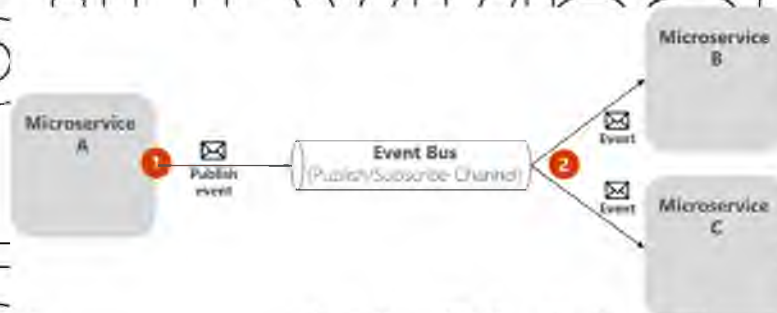 Microservice
A
1
Publish
event
Event Bus
(Publish/Subscribe Channel)
2
Event
Event
Microservice
B
Microservice
C